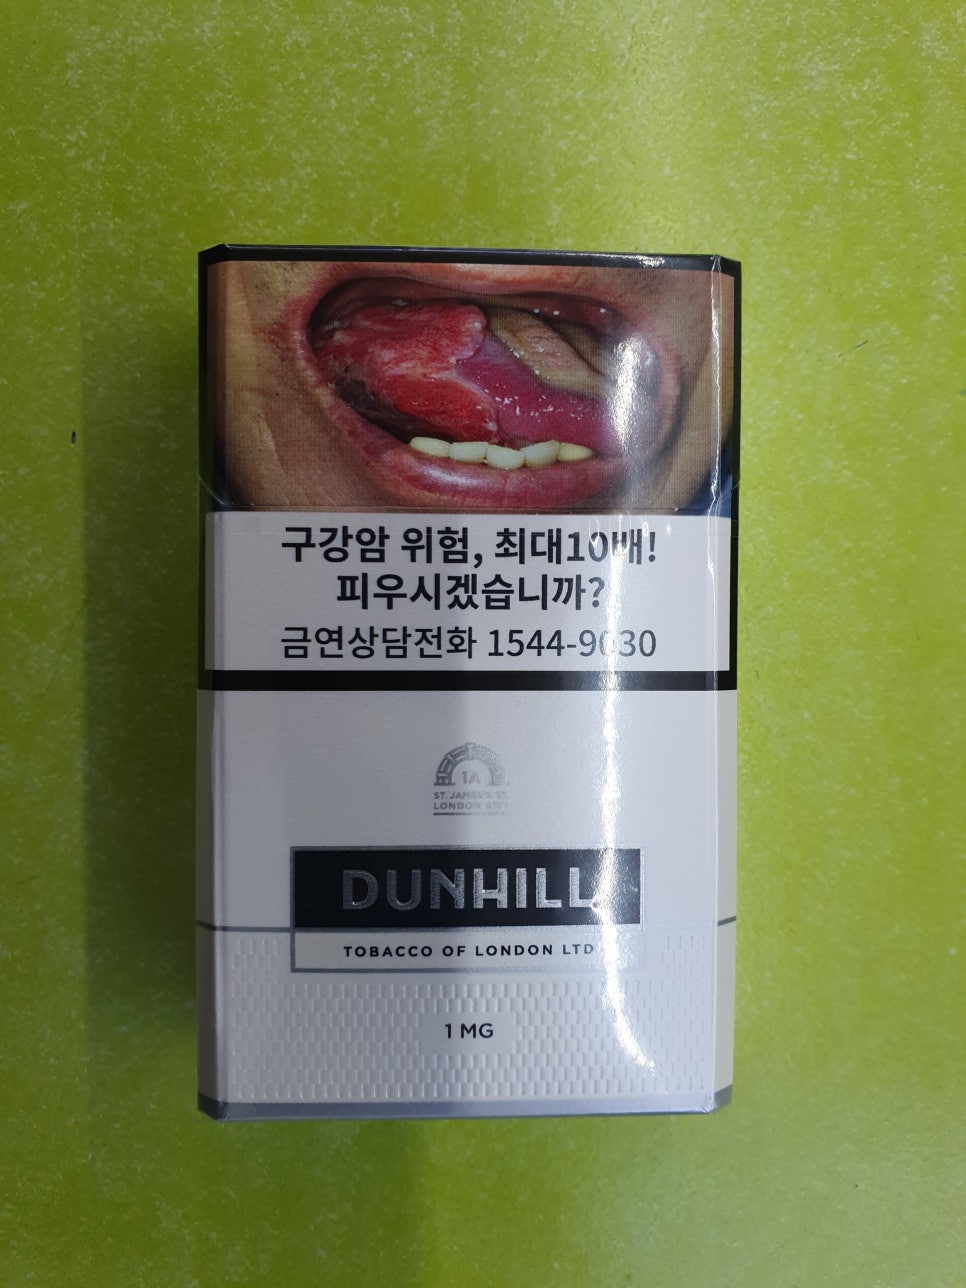 구강암 위험, 최대10배!
피우시겠습니까?
금연상담전화 1544-9030
1A
ST. JAMES'S ST.
LONDON SW1
DUNHILL
TOBACCO OF LONDON LTD
1 MG